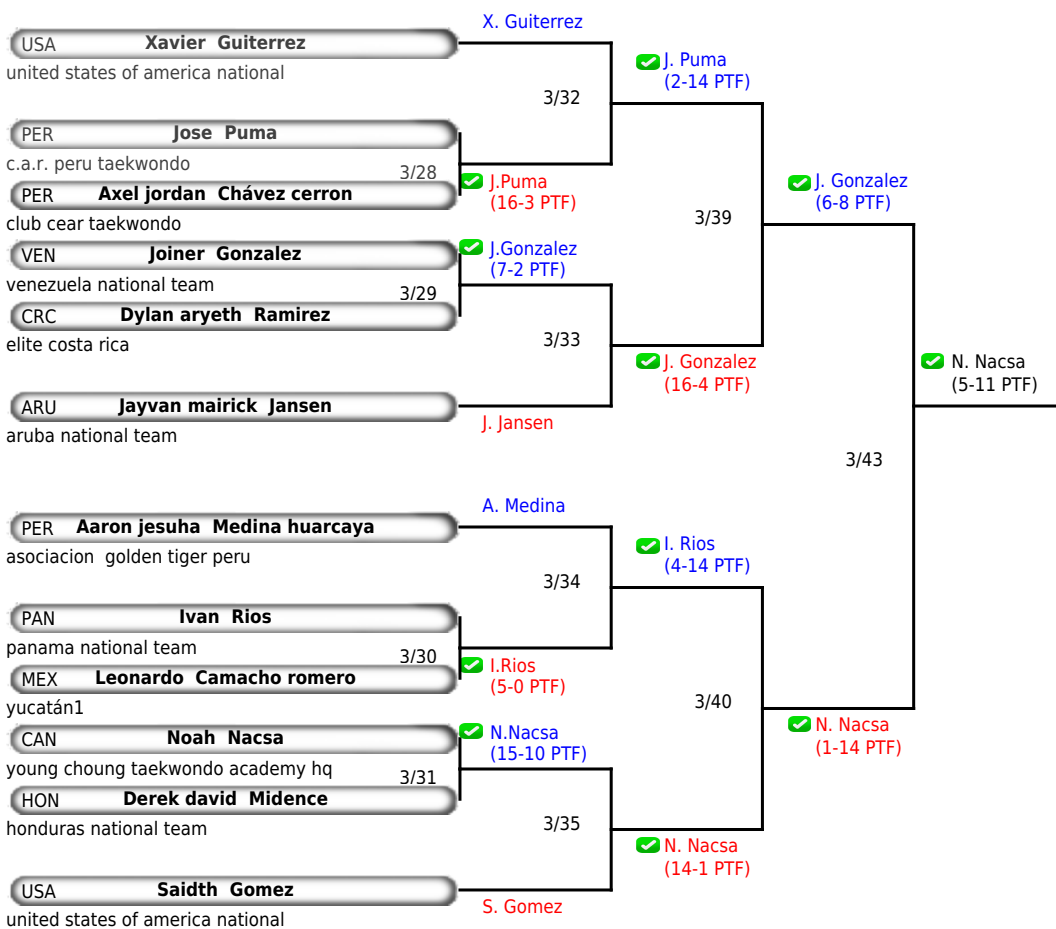 X. Guiterrez
USA Xavier Guiterrez
united states of america national
J. Puma
(2-14 PTF)
3/32
PER Jose Puma
c.a.r. peru taekwondo
3/28
J.Puma
(16-3 PTF)
PER Axel jordan Chávez cerron
club cear taekwondo
J. Gonzalez
(6-8 PTF)
3/39
VEN Joiner Gonzalez
venezuela national team
J.Gonzalez
(7-2 PTF)
3/29
CRC Dylan aryeth Ramirez
elite costa rica
3/33
J. Gonzalez
(16-4 PTF)
N. Nacsa
(5-11 PTF)
ARU Jayvan mairick Jansen
aruba national team
J. Jansen
3/43
A. Medina
PER Aaron jesuha Medina huarcaya
asociacion golden tiger peru
I. Rios
(4-14 PTF)
3/34
PAN Ivan Rios
panama national team
3/30
I.Rios
(5-0 PTF)
MEX Leonardo Camacho romero
yucatán1
3/40
N. Nacsa
(1-14 PTF)
CAN Noah Nacsa
young choung taekwondo academy hq
N.Nacsa
(15-10 PTF)
3/31
HON Derek david Midence
honduras national team
3/35
N. Nacsa
(14-1 PTF)
USA Saidth Gomez
united states of america national
S. Gomez